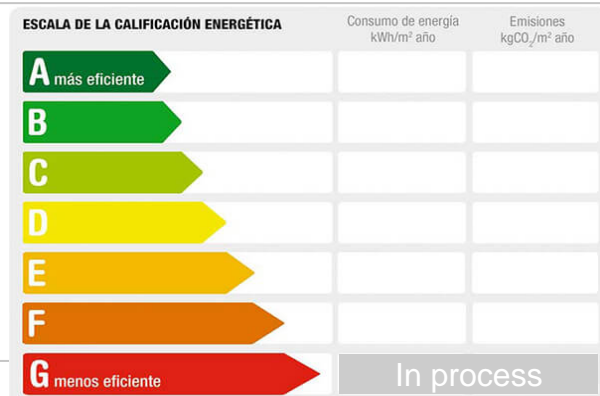 ESCALA DE LA CALIFICACIÓN ENERGÉTICA
Consumo de energía
kWh/m² año
Emisiones
kgCO₂/m² año
A más eficiente
B
C
D
E
F
G menos eficiente
In process